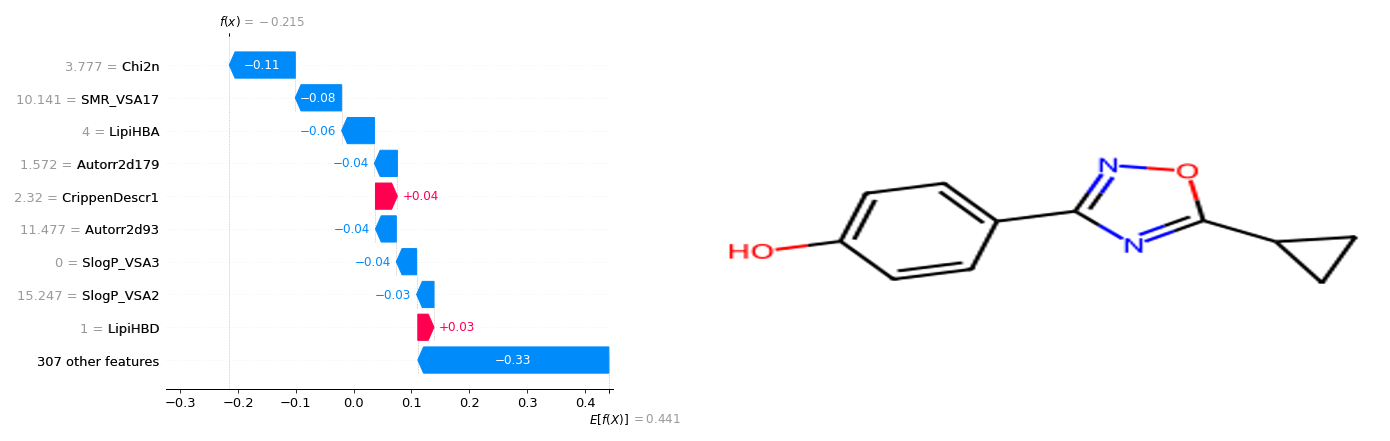 f(x) = −0.215
3.777 = Chi2n
−0.11
10.141 = SMR_VSA17
−0.08
4 = LipiHBA
−0.06
1.572 = Autorr2d179
−0.04
2.32 = CrippenDescr1
+0.04
11.477 = Autorr2d93
−0.04
0 = SlogP_VSA3
−0.04
15.247 = SlogP_VSA2
−0.03
1 = LipiHBD
+0.03
307 other features
−0.33
−0.3 −0.2 −0.1 0.0 0.1 0.2 0.3 0.4
E[f(X)] = 0.441
N
O
N
HO